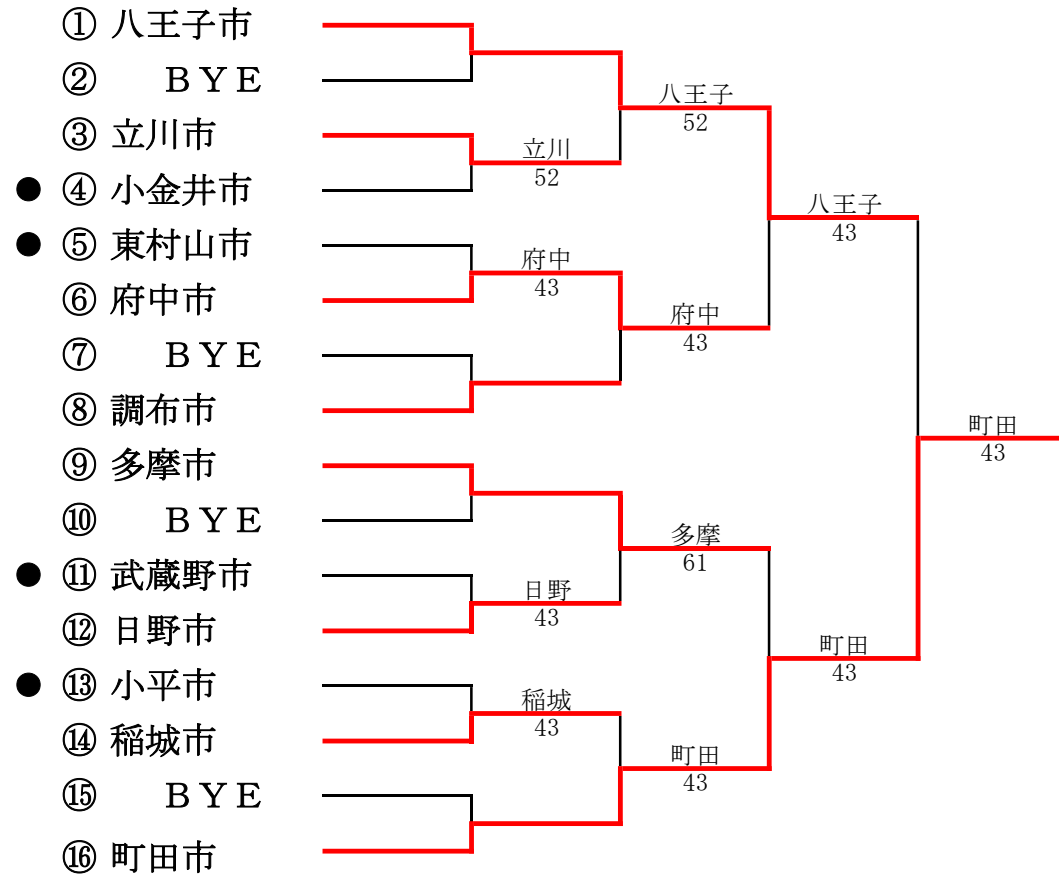 ① 八王子市
② ＢＹＥ
③ 立川市
● ④ 小金井市
● ⑤ 東村山市
⑥ 府中市
⑦ ＢＹＥ
⑧ 調布市
⑨ 多摩市
⑩ ＢＹＥ
● ⑪ 武蔵野市
⑫ 日野市
● ⑬ 小平市
⑭ 稲城市
⑮ ＢＹＥ
⑯ 町田市
立川
52
府中
43
日野
43
稲城
43
八王子
52
府中
43
多摩
61
町田
43
八王子
43
町田
43
町田
43